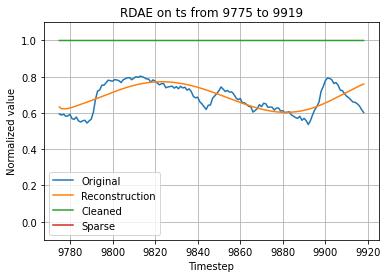 RDAE on ts from 9775 to 9919
Normalized value
1.0
0.8
0.6
0.4
0.2
0.0
Original
Reconstruction
Cleaned
Sparse
9780 9800 9820 9840 9860 9880 9900 9920
Timestep